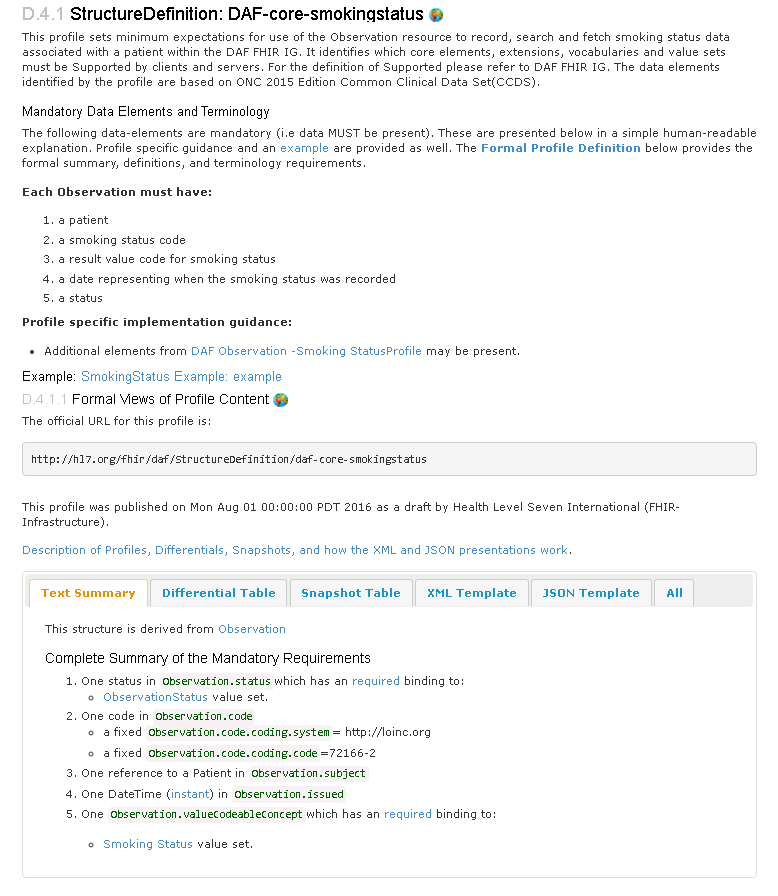 D.4.1 StructureDefinition: DAF-core-smokingstatus
This profile sets minimum expectations for use of the Observation resource to record, search and fetch smoking status data
associated with a patient within the DAF FHIR IG. It identifies which core elements, extensions, vocabularies and value sets
must be Supported by clients and servers. For the definition of Supported please refer to DAF FHIR IG. The data elements
identified by the profile are based on ONC 2015 Edition Common Clinical Data Set(CCDS).
Mandatory Data Elements and Terminology
The following data-elements are mandatory (i.e data MUST be present). These are presented below in a simple human-readable
explanation. Profile specific guidance and an example are provided as well. The Formal Profile Definition below provides the
formal summary, definitions, and terminology requirements.
Each Observation must have:
1. a patient
2. a smoking status code
3. a result value code for smoking status
4. a date representing when the smoking status was recorded
5. a status
Profile specific implementation guidance:
• Additional elements from DAF Observation -Smoking StatusProfile may be present.
Example: SmokingStatus Example: example
D.4.1.1 Formal Views of Profile Content
The official URL for this profile is:
http://hl7.org/fhir/daf/StructureDefinition/daf-core-smokingstatus
This profile was published on Mon Aug 01 00:00:00 PDT 2016 as a draft by Health Level Seven International (FHIR-
Infrastructure).
Description of Profiles, Differentials, Snapshots, and how the XML and JSON presentations work.
Text Summary Differential Table Snapshot Table XML Template JSON Template All
This structure is derived from Observation
Complete Summary of the Mandatory Requirements
1. One status in Observation.status which has an required binding to:
◦ ObservationStatus value set.
2. One code in Observation.code
◦ a fixed Observation.code.coding.system = http://loinc.org
◦ a fixed Observation.code.coding.code =72166-2
3. One reference to a Patient in Observation.subject
4. One DateTime (instant) in Observation.issued
5. One Observation.valueCodeableConcept which has an required binding to:
◦ Smoking Status value set.